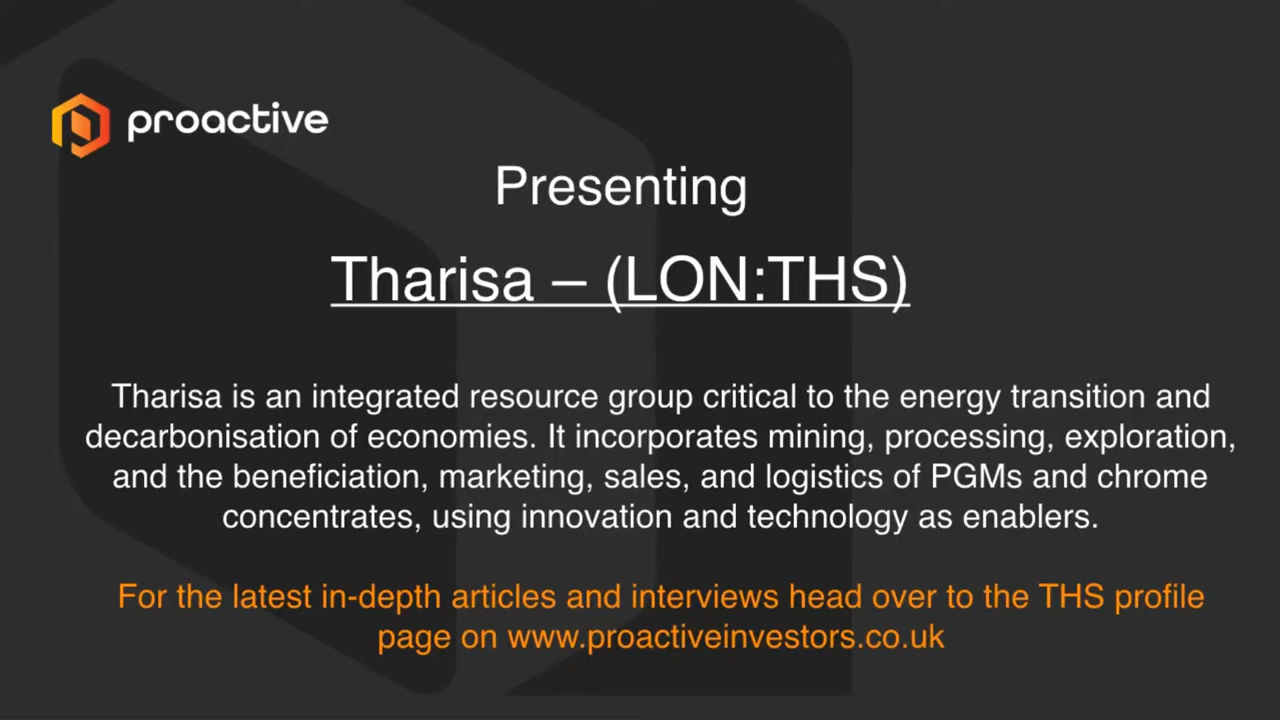 proactive
Presenting
Tharisa – (LON:THS)
Tharisa is an integrated resource group critical to the energy transition and
decarbonisation of economies. It incorporates mining, processing, exploration,
and the beneficiation, marketing, sales, and logistics of PGMs and chrome
concentrates, using innovation and technology as enablers.
For the latest in-depth articles and interviews head over to the THS profile
page on www.proactiveinvestors.co.uk